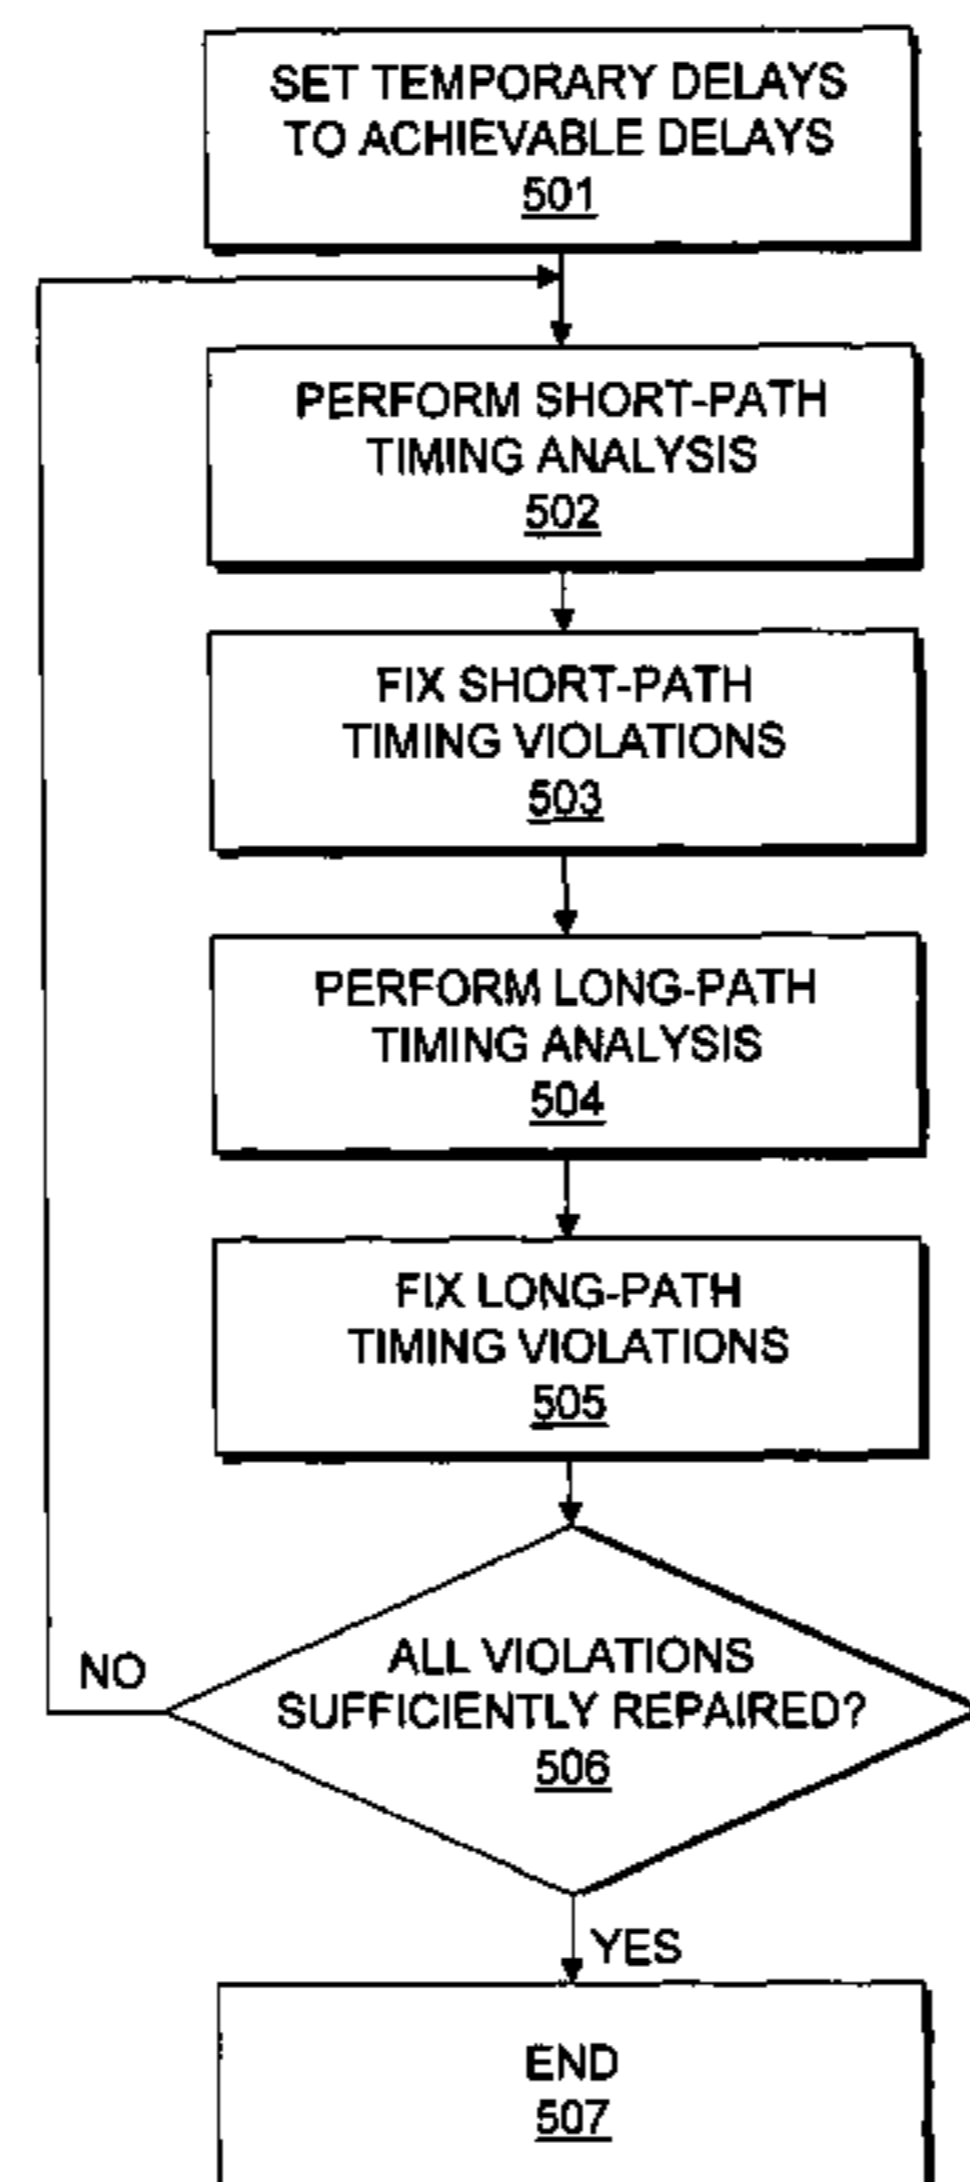 SET TEMPORARY DELAYS
TO ACHIEVABLE DELAYS
501
PERFORM SHORT-PATH
TIMING ANALYSIS
502
FIX SHORT-PATH
TIMING VIOLATIONS
503
PERFORM LONG-PATH
TIMING ANALYSIS
504
FIX LONG-PATH
TIMING VIOLATIONS
505
ALL VIOLATIONS
SUFFICIENTLY REPAIRED?
506
NO
YES
END
507